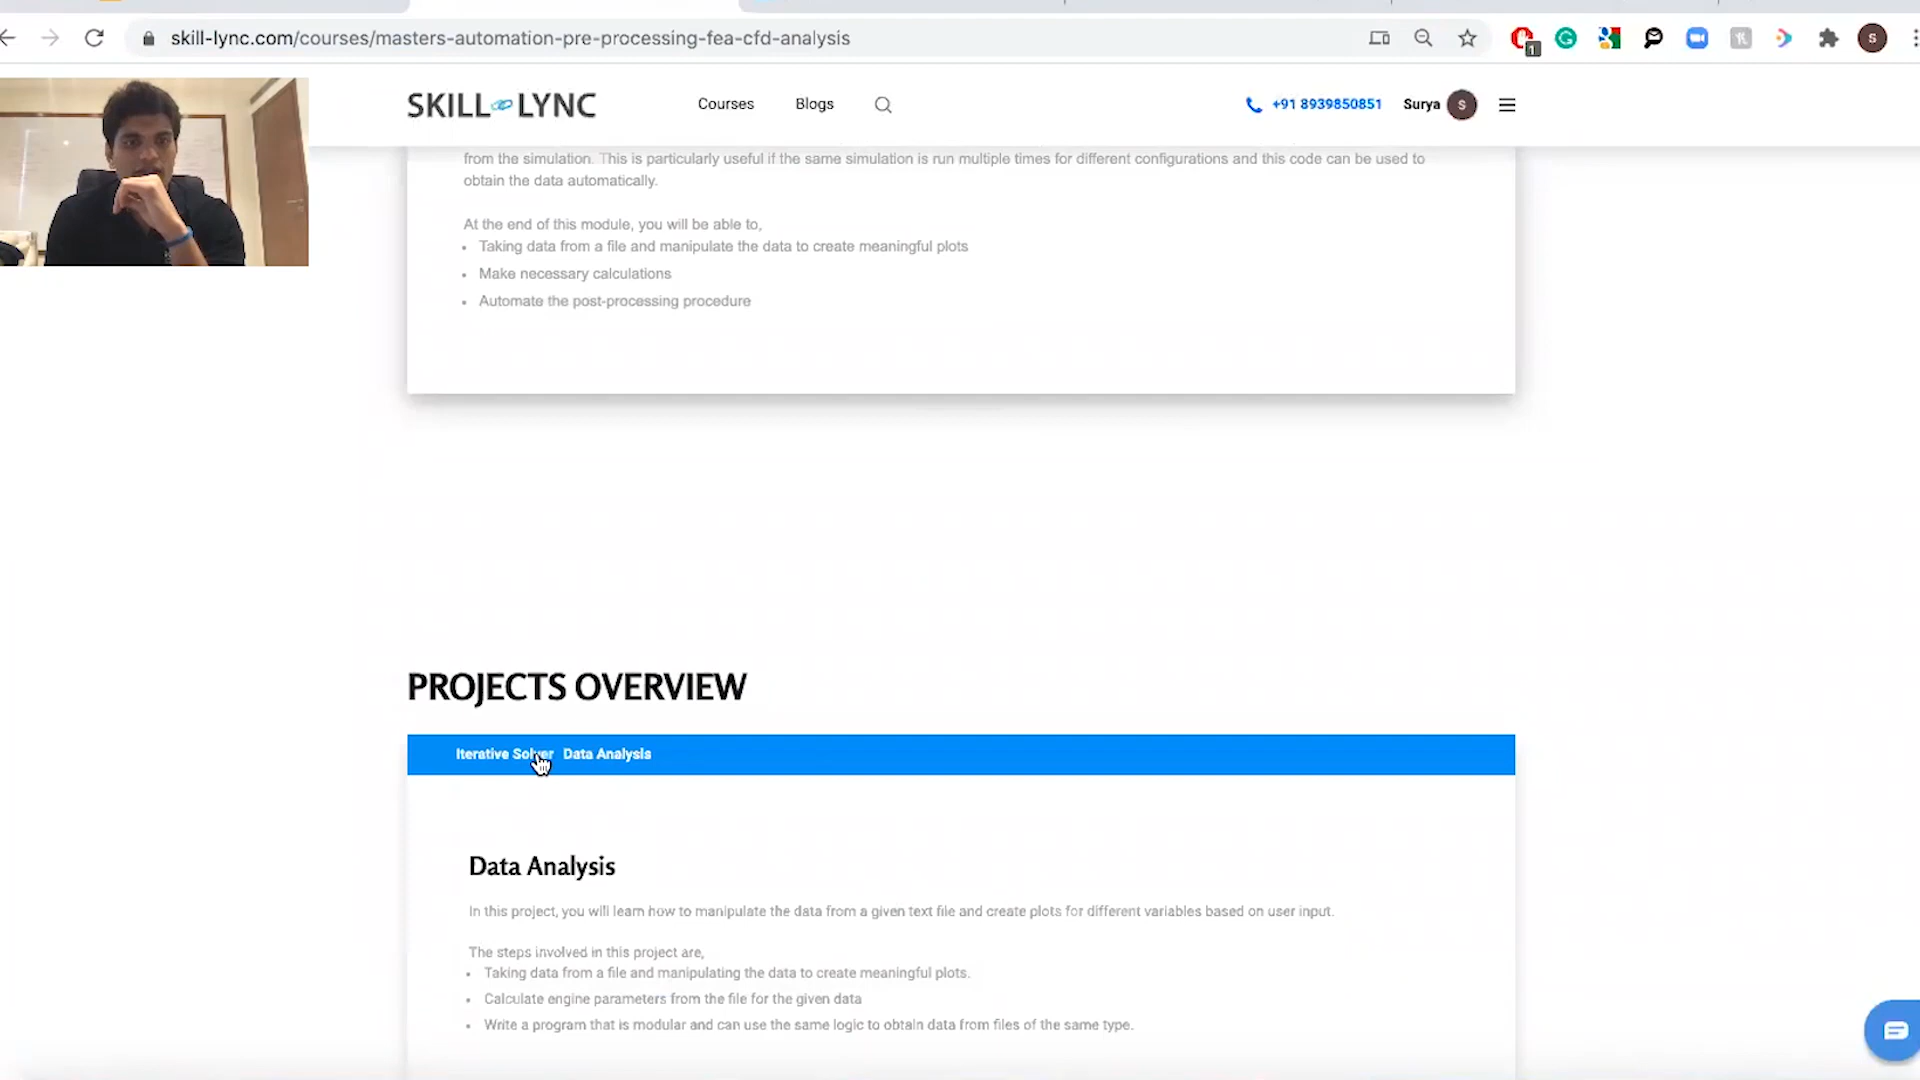 skill-lync.com/courses/masters-automation-pre-processing-fea-cfd-analysis
1
S
SKILL LYNC
Courses
Blogs
+91 8939850851
Surya
S
from the simulation. This is particularly useful if the same simulation is run multiple times for different configurations and this code can be used to
obtain the data automatically.
At the end of this module, you will be able to,
Taking data from a file and manipulate the data to create meaningful plots
Make necessary calculations
Automate the post-processing procedure
PROJECTS OVERVIEW
Iterative Solver Data Analysis
Data Analysis
In this project, you will learn how to manipulate the data from a given text file and create plots for different variables based on user input.
The steps involved in this project are,
Taking data from a file and manipulating the data to create meaningful plots.
Calculate engine parameters from the file for the given data
Write a program that is modular and can use the same logic to obtain data from files of the same type.